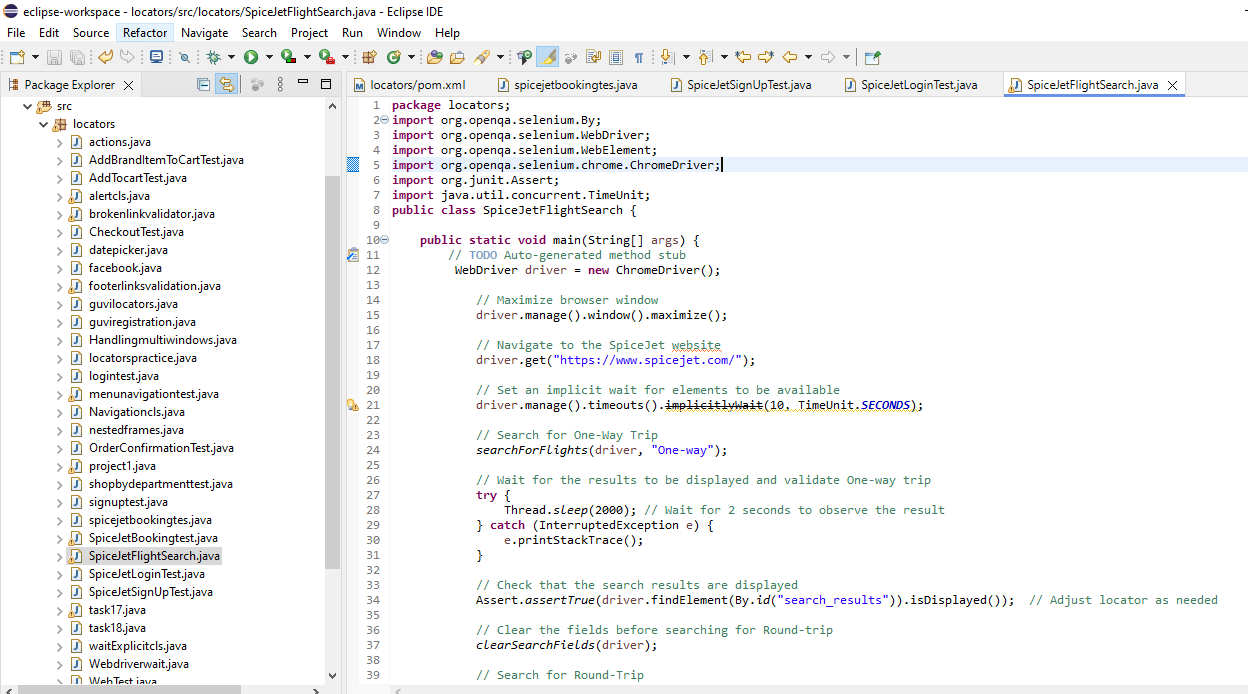 eclipse-workspace - locators/src/locators/SpiceJetFlightSearch.java - Eclipse IDE
File Edit Source Refactor Navigate Search Project Run Window Help
Package Explorer
src
locators
actions.java
AddBrandItemToCartTest.java
AddTocartTest.java
alertcls.java
brokenlinkvalidator.java
CheckoutTest.java
datepicker.java
facebook.java
footerlinksvalidation.java
guvilocators.java
guviregistration.java
Handlingmultiwindows.java
locatorspractice.java
logintest.java
menunavigationtest.java
Navigationcls.java
nestedframes.java
OrderConfirmationTest.java
project1.java
shopbydepartmenttest.java
signuptest.java
spicejetbookingtes.java
SpiceJetBookingtest.java
SpiceJetFlightSearch.java
SpiceJetLoginTest.java
SpiceJetSignUpTest.java
task17.java
task18.java
waitExplicitcls.java
Webdriverwait.java
WebTest.java
locators/pom.xml spicejetbookingtes.java SpiceJetSignUpTest.java SpiceJetLoginTest.java SpiceJetFlightSearch.java
1 package locators;
2 import org.openqa.selenium.By;
3 import org.openqa.selenium.WebDriver;
4 import org.openqa.selenium.WebElement;
5 import org.openqa.selenium.chrome.ChromeDriver;
6 import org.junit.Assert;
7 import java.util.concurrent.TimeUnit;
8 public class SpiceJetFlightSearch {
9
10 public static void main(String[] args) {
11 // TODO Auto-generated method stub
12 WebDriver driver = new ChromeDriver();
13
14 // Maximize browser window
15 driver.manage().window().maximize();
16
17 // Navigate to the SpiceJet website
18 driver.get("https://www.spicejet.com/");
19
20 // Set an implicit wait for elements to be available
21 driver.manage().timeouts().implicitlyWait(10, TimeUnit.SECONDS);
22
23 // Search for One-Way Trip
24 searchForFlights(driver, "One-way");
25
26 // Wait for the results to be displayed and validate One-way trip
27 try {
28 Thread.sleep(2000); // Wait for 2 seconds to observe the result
29 } catch (InterruptedException e) {
30 e.printStackTrace();
31 }
32
33 // Check that the search results are displayed
34 Assert.assertTrue(driver.findElement(By.id("search_results")).isDisplayed()); // Adjust locator as needed
35
36 // Clear the fields before searching for Round-trip
37 clearSearchFields(driver);
38
39 // Search for Round-Trip